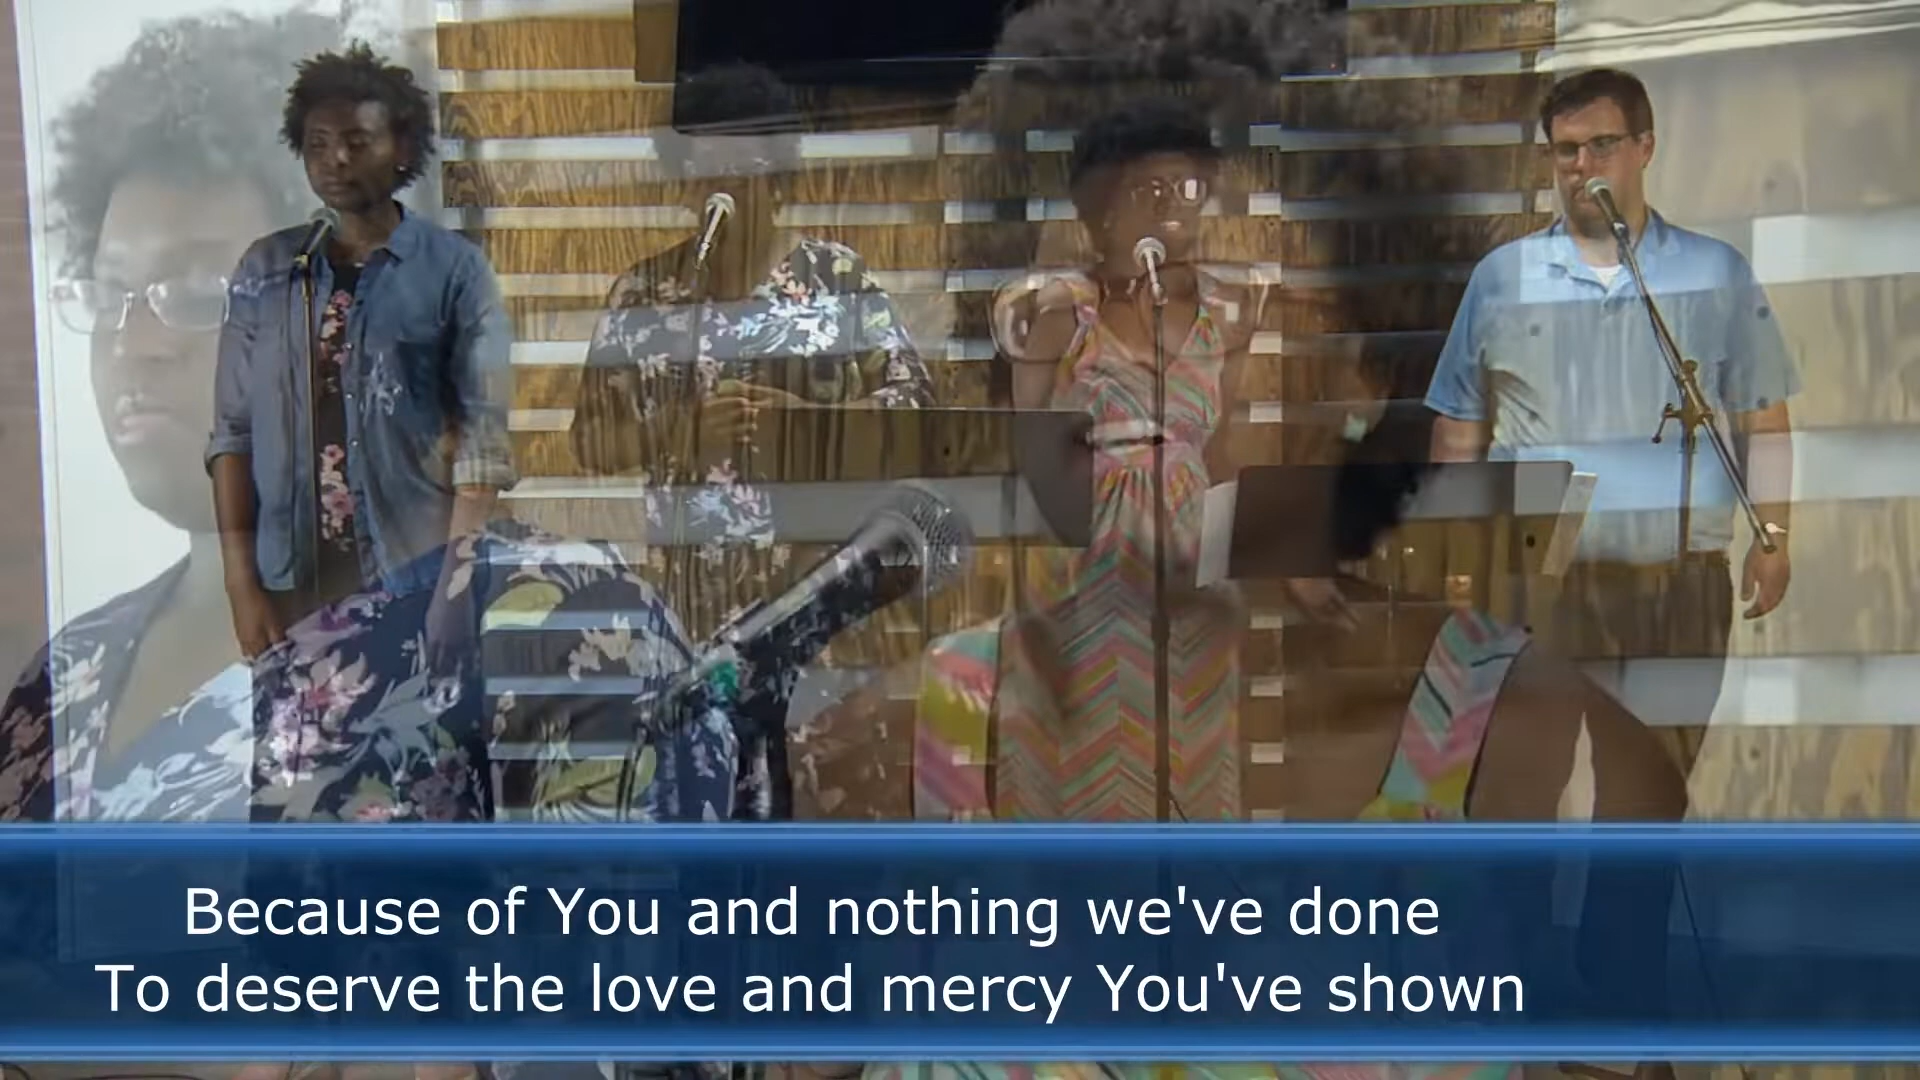 Because of You and nothing we've done
To deserve the love and mercy You've shown